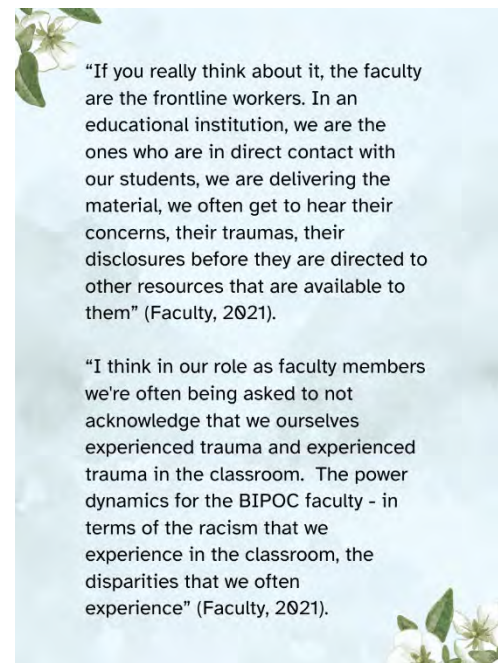 “If you really think about it, the faculty
are the frontline workers. In an
educational institution, we are the
ones who are in direct contact with
our students, we are delivering the
material, we often get to hear their
concerns, their traumas, their
disclosures before they are directed to
other resources that are available to
them” (Faculty, 2021).
“I think in our role as faculty members
we're often being asked to not
acknowledge that we ourselves
experienced trauma and experienced
trauma in the classroom.  The power
dynamics for the BIPOC faculty - in
terms of the racism that we
experience in the classroom, the
disparities that we often
experience” (Faculty, 2021).